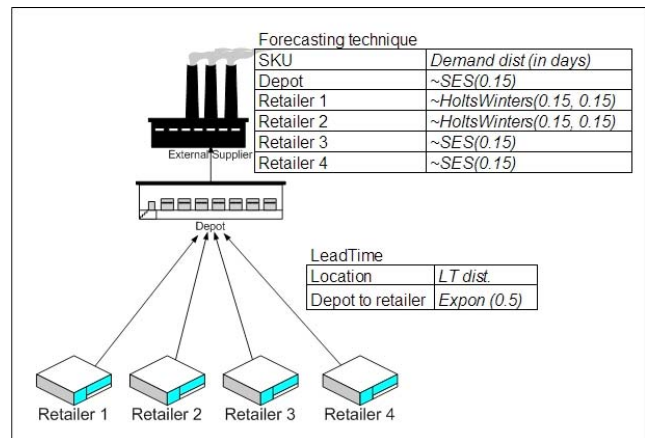 Forecasting technique
SKU Demand dist (in days)
Depot ~SES(0.15)
Retailer 1 ~HoltsWinters(0.15, 0.15)
Retailer 2 ~HoltsWinters(0.15, 0.15)
Retailer 3 ~SES(0.15)
Retailer 4 ~SES(0.15)
External Supplier
Depot
LeadTime
Location LT dist.
Depot to retailer Expon (0.5)
Retailer 1 Retailer 2 Retailer 3 Retailer 4